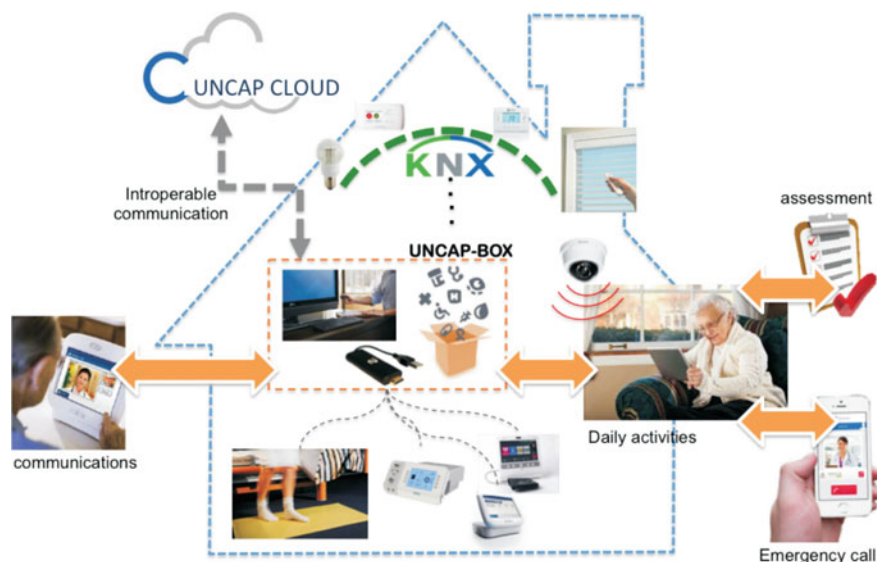 UNCAP CLOUD
KNX
Introperable
communication
UNCAP-BOX
assessment
communications
Daily activities
Emergency call